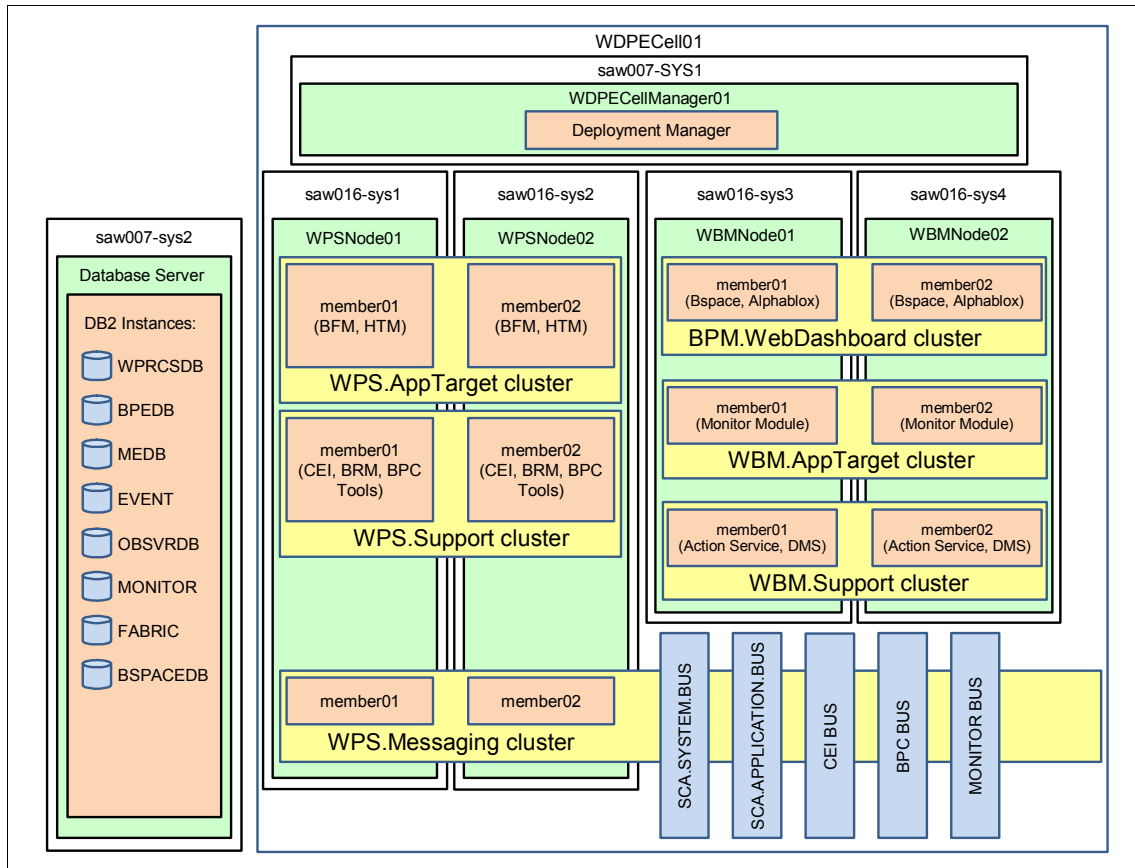 WDPECell01
saw007-SYS1
WDPECellManager01
Deployment Manager
saw007-sys2
Database Server
DB2 Instances:
WPRCSDB
BPEDB
MEDB
EVENT
OBSVRDB
MONITOR
FABRIC
BSPACEDB
saw016-sys1
saw016-sys2
saw016-sys3
saw016-sys4
WPSNode01
WPSNode02
WBMNode01
WBMNode02
member01
(BFM, HTM)
member02
(BFM, HTM)
WPS.AppTarget cluster
member01
(CEI, BRM, BPC
Tools)
member02
(CEI, BRM, BPC
Tools)
WPS.Support cluster
member01
(Bspace, Alphablox)
member02
(Bspace, Alphablox)
BPM.WebDashboard cluster
member01
(Monitor Module)
member02
(Monitor Module)
WBM.AppTarget cluster
member01
(Action Service, DMS)
member02
(Action Service, DMS)
WBM.Support cluster
member01
member02
WPS.Messaging cluster
SCA.SYSTEM.BUS
SCA.APPLICATION.BUS
CEI BUS
BPC BUS
MONITOR BUS